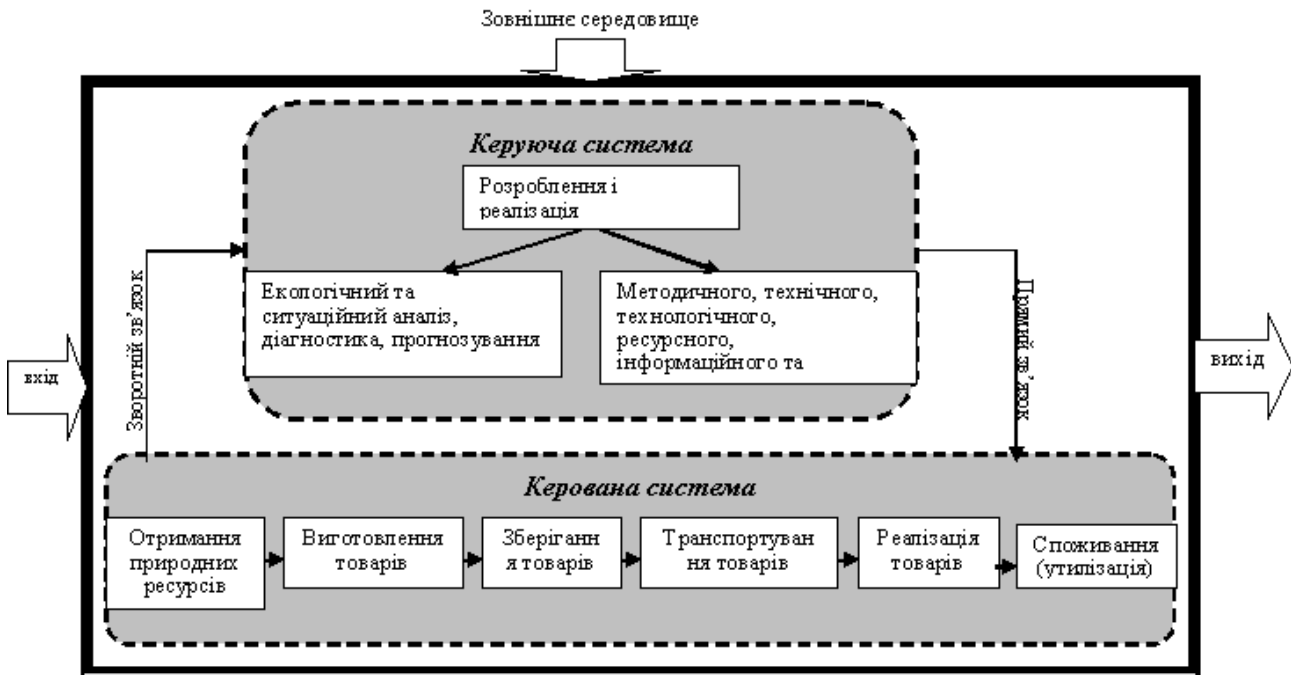 Зовнішнє середовище
Керуюча система
Розроблення і
реалізація
Екологічний та
ситуаційний аналіз,
діагностика, прогнозування
Методичного, технічного,
технологічного,
ресурсного,
інформаційного та
Зворотній зв’язок
Прямий зв’язок
вхід
вихід
Керована система
Отримання
природних
ресурсів
Виготовлення
товарів
Зберіганн
я товарів
Транспортуван
ня товарів
Реалізація
товарів
Споживання
(утилізація)